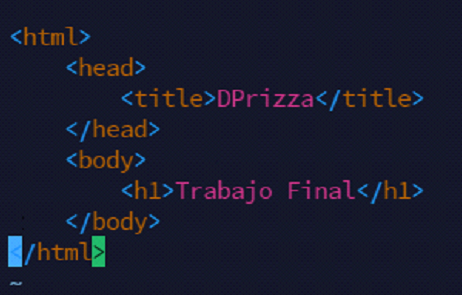 <html>
<head>
<title>DPrizza</title>
</head>
<body>
<h1>Trabajo Final</h1>
</body>
</html>
~